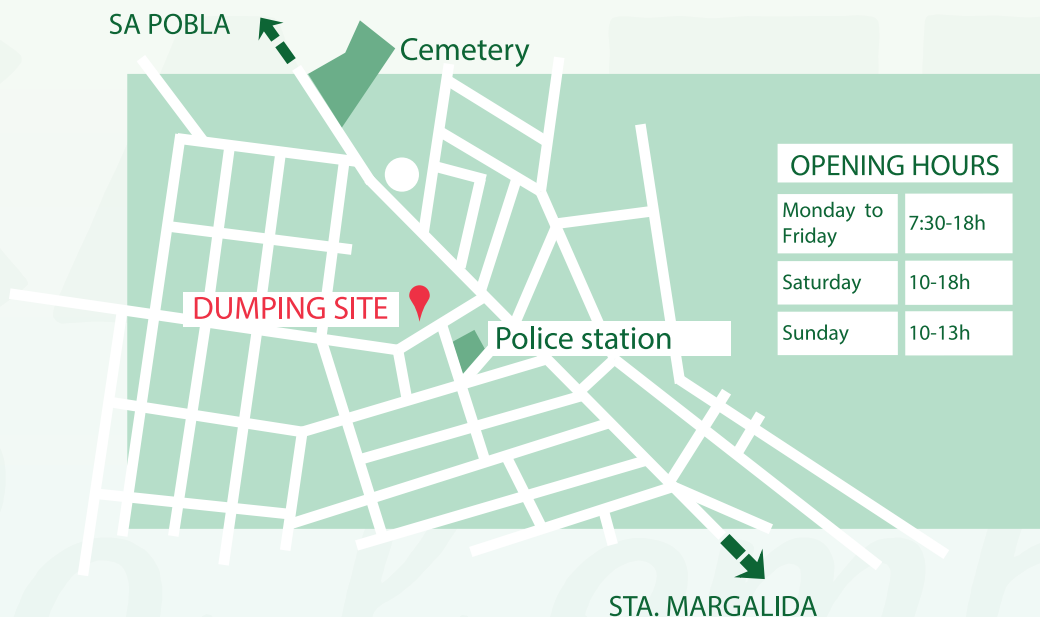 SA POBLA
Cemetery
OPENING HOURS
Monday to
Friday
7:30-18h
Saturday
10-18h
Sunday
10-13h
DUMPING SITE
Police station
STA. MARGALIDA